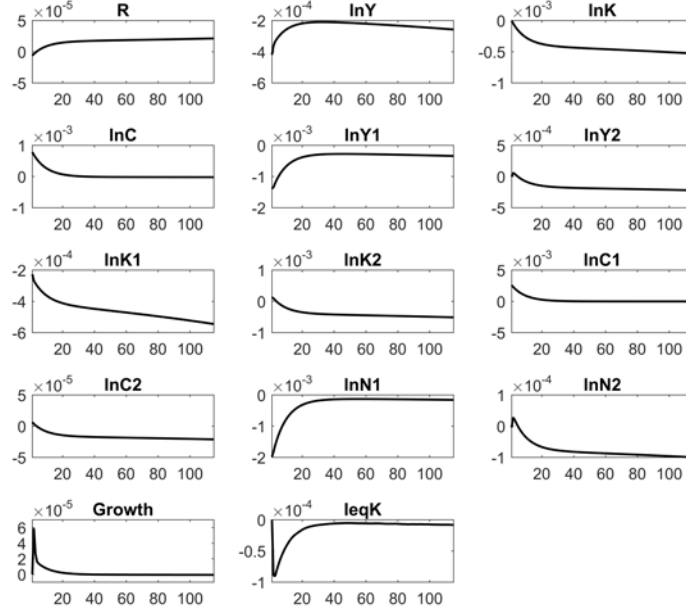 ×10⁻⁵ R
5
0
-5
20 40 60 80 100
×10⁻⁴ lnY
-2
-4
-6
20 40 60 80 100
×10⁻³ lnK
0
-0.5
-1
20 40 60 80 100
×10⁻³ lnC
1
0
-1
20 40 60 80 100
×10⁻³ lnY1
0
-1
-2
20 40 60 80 100
×10⁻⁴ lnY2
5
0
-5
20 40 60 80 100
×10⁻⁴ lnK1
-2
-4
-6
20 40 60 80 100
×10⁻³ lnK2
1
0
-1
20 40 60 80 100
×10⁻³ lnC1
5
0
-5
20 40 60 80 100
×10⁻⁵ lnC2
5
0
-5
20 40 60 80 100
×10⁻³ lnN1
0
-1
-2
20 40 60 80 100
×10⁻⁴ lnN2
1
0
-1
20 40 60 80 100
×10⁻⁵ Growth
6
4
2
0
20 40 60 80 100
×10⁻⁴ IeqK
0
-0.5
-1
20 40 60 80 100